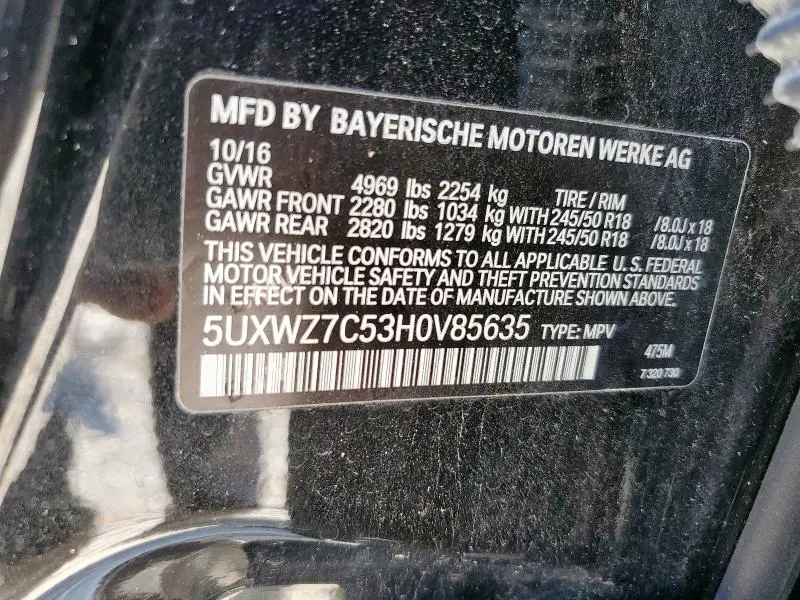 MFD BY BAYERISCHE MOTOREN WERKE AG
10/16
GVWR 4969 lbs 2254 kg TIRE / RIM
GAWR FRONT 2280 lbs 1034 kg WITH 245/50 R18 /8.0J x 18
GAWR REAR 2820 lbs 1279 kg WITH 245/50 R18 /8.0J x 18
THIS VEHICLE CONFORMS TO ALL APPLICABLE U.S. FEDERAL
MOTOR VEHICLE SAFETY AND THEFT PREVENTION STANDARDS
IN EFFECT ON THE DATE OF MANUFACTURE SHOWN ABOVE.
5UXWZ7C53H0V85635 TYPE: MPV
475M
7 320 730